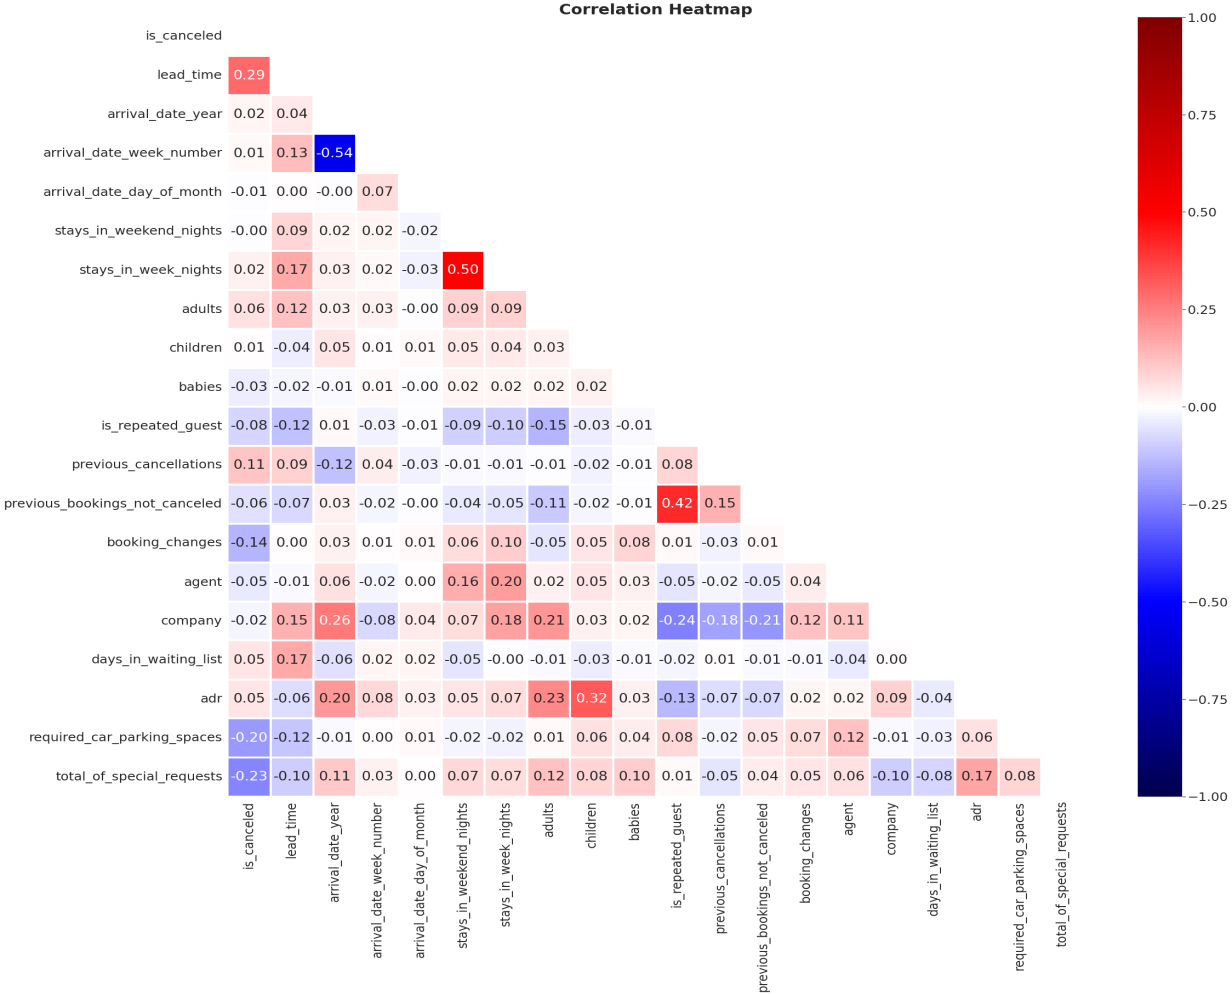 Correlation Heatmap
is_canceled
lead_time 0.29
arrival_date_year 0.02 0.04
arrival_date_week_number 0.01 0.13 -0.54
arrival_date_day_of_month -0.01 0.00 -0.00 0.07
stays_in_weekend_nights -0.00 0.09 0.02 0.02 -0.02
stays_in_week_nights 0.02 0.17 0.03 0.02 -0.03 0.50
adults 0.06 0.12 0.03 0.03 -0.00 0.09 0.09
children 0.01 -0.04 0.05 0.01 0.01 0.05 0.04 0.03
babies -0.03 -0.02 -0.01 0.01 -0.00 0.02 0.02 0.02 0.02
is_repeated_guest -0.08 -0.12 0.01 -0.03 -0.01 -0.09 -0.10 -0.15 -0.03 -0.01
previous_cancellations 0.11 0.09 -0.12 0.04 -0.03 -0.01 -0.01 -0.01 -0.02 -0.01 0.08
previous_bookings_not_canceled -0.06 -0.07 0.03 -0.02 -0.00 -0.04 -0.05 -0.11 -0.02 -0.01 0.42 0.15
booking_changes -0.14 0.00 0.03 0.01 0.01 0.06 0.10 -0.05 0.05 0.08 0.01 -0.03 0.01
agent -0.05 -0.01 0.06 -0.02 0.00 0.16 0.20 0.02 0.05 0.03 -0.05 -0.02 -0.05 0.04
company -0.02 0.15 0.26 -0.08 0.04 0.07 0.18 0.21 0.03 0.02 -0.24 -0.18 -0.21 0.12 0.11
days_in_waiting_list 0.05 0.17 -0.06 0.02 0.02 -0.05 -0.00 -0.01 -0.03 -0.01 -0.02 0.01 -0.01 -0.01 -0.04 0.00
adr 0.05 -0.06 0.20 0.08 0.03 0.05 0.07 0.23 0.32 0.03 -0.13 -0.07 -0.07 0.02 0.02 0.09 -0.04
required_car_parking_spaces -0.20 -0.12 -0.01 0.00 0.01 -0.02 -0.02 0.01 0.06 0.04 0.08 -0.02 0.05 0.07 0.12 -0.01 -0.03 0.06
total_of_special_requests -0.23 -0.10 0.11 0.03 0.00 0.07 0.07 0.12 0.08 0.10 0.01 -0.05 0.04 0.05 0.06 -0.10 -0.08 0.17 0.08
is_canceled
lead_time
arrival_date_year
arrival_date_week_number
arrival_date_day_of_month
stays_in_weekend_nights
stays_in_week_nights
adults
children
babies
is_repeated_guest
previous_cancellations
previous_bookings_not_canceled
booking_changes
agent
company
days_in_waiting_list
adr
required_car_parking_spaces
total_of_special_requests
1.00
0.75
0.50
0.25
0.00
−0.25
−0.50
−0.75
−1.00